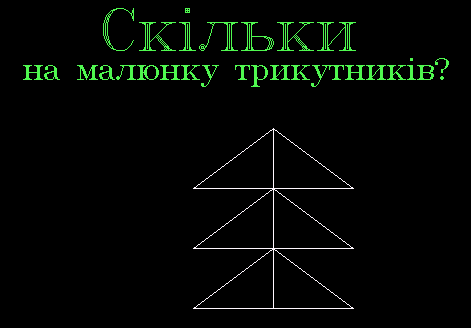 Скільки
на малюнку трикутників?